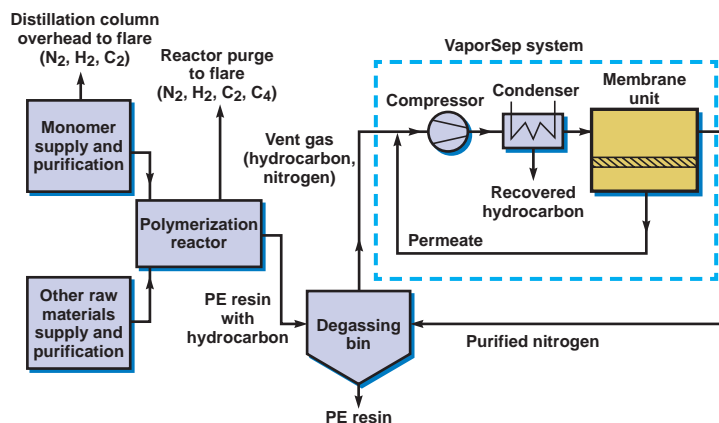 Distillation column
overhead to flare
(N2, H2, C2)
Reactor purge
to flare
(N2, H2, C2, C4)
VaporSep system
Compressor
Condenser
Membrane
unit
Monomer
supply and
purification
Vent gas
(hydrocarbon,
nitrogen)
Recovered
hydrocarbon
Polymerization
reactor
Permeate
Other raw
materials
supply and
purification
PE resin
with
hydrocarbon
Degassing
bin
Purified nitrogen
PE resin